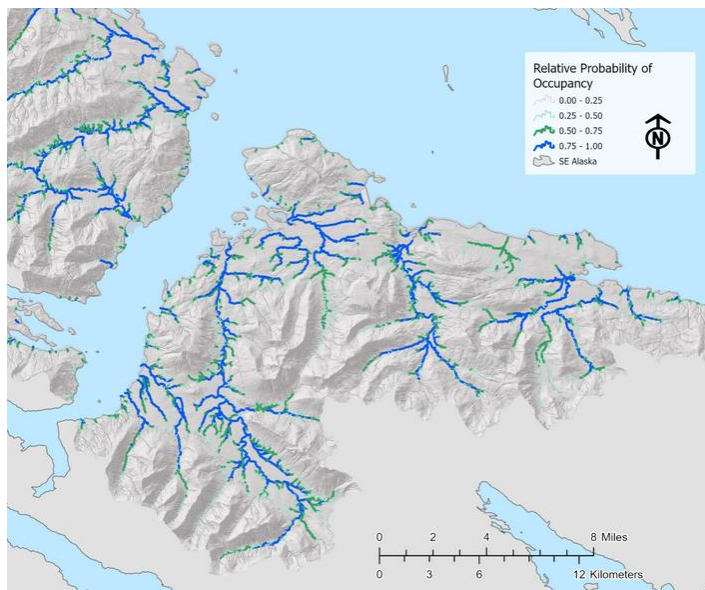 Relative Probability of
Occupancy
0.00 - 0.25
0.25 - 0.50
0.50 - 0.75
0.75 - 1.00
SE Alaska
N
0 2 4 8 Miles
0 3 6 12 Kilometers